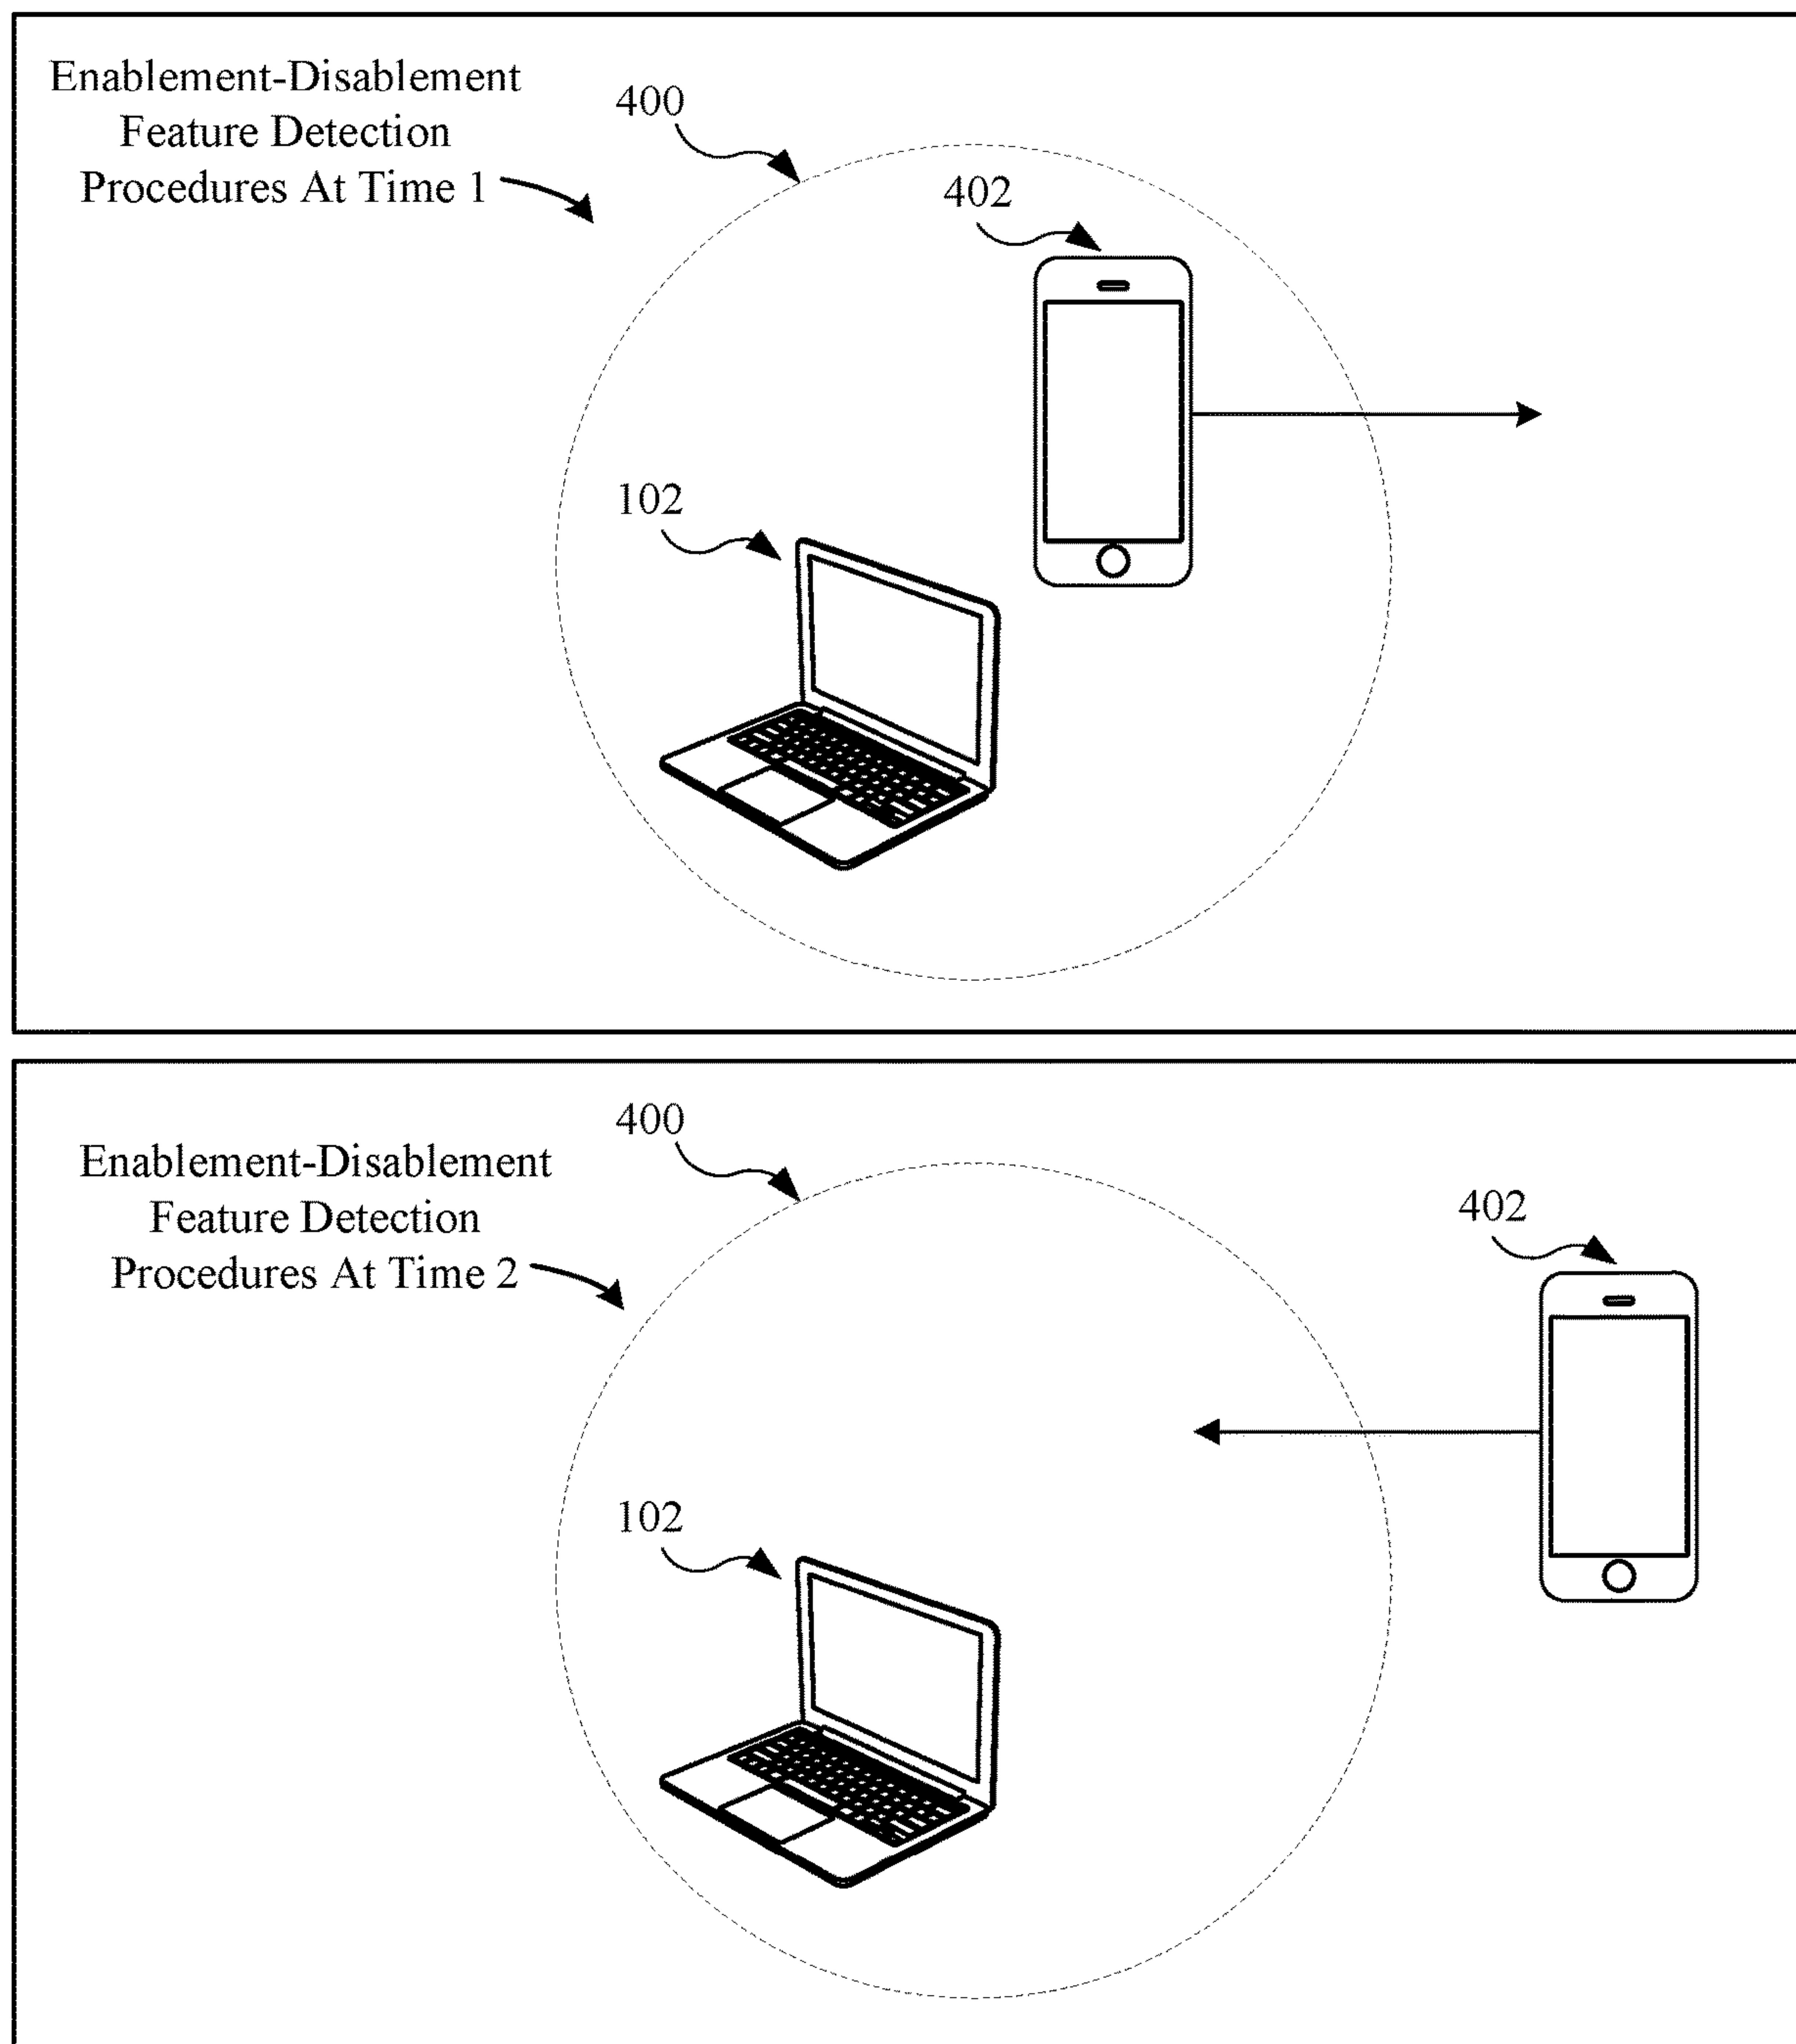 Enablement-Disablement
Feature Detection
Procedures At Time 1
400
402
102
Enablement-Disablement
Feature Detection
Procedures At Time 2
400
402
102